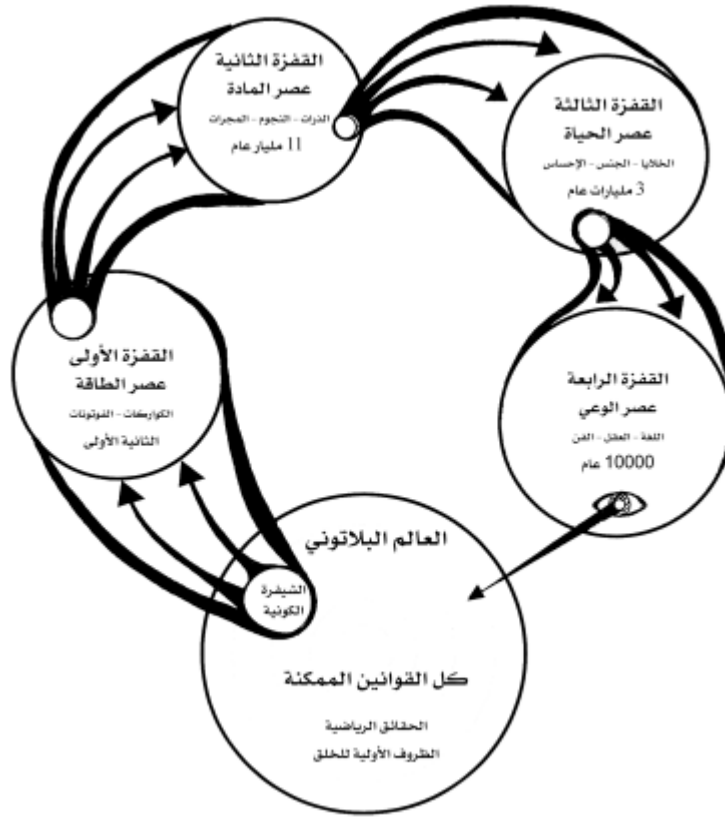 القفزة الثانية
عصر المادة
الذرات - النجوم - المجرات
11 مليار عام
القفزة الثالثة
عصر الحياة
الخلايا - الجنس - الإحساس
3 مليارات عام
القفزة الأولى
عصر الطاقة
الكواركات - الفوتونات
الثانية الأولى
القفزة الرابعة
عصر الوعي
اللغة - العقل - الفن
10000 عام
العالم البلاتوني
الشيفرة
الكونية
كل القوانين الممكنة
الحقائق الرياضية
الظروف الأولية للخلق